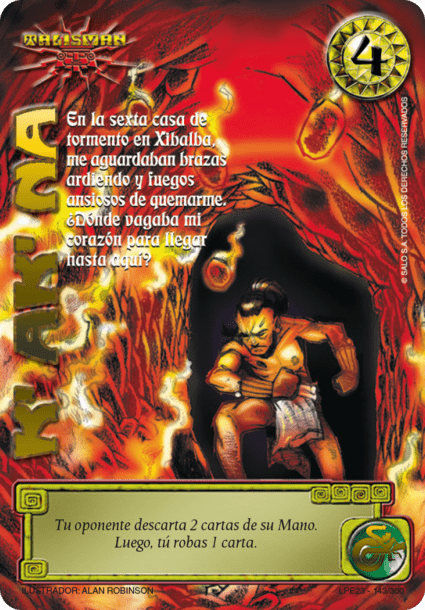 TALISMAN
4
En la sexta casa de
tormento en Xibalba,
me aguardaban brazas
ardiendo y fuegos
ansiosos de quemarme.
¿Dónde vagaba mi
corazón para llegar
hasta aquí?
K'AK' NA
© SALO S.A. TODOS LOS DERECHOS RESERVADOS
Tu oponente descarta 2 cartas de su Mano.
Luego, tú robas 1 carta.
ILUSTRADOR: ALAN ROBINSON